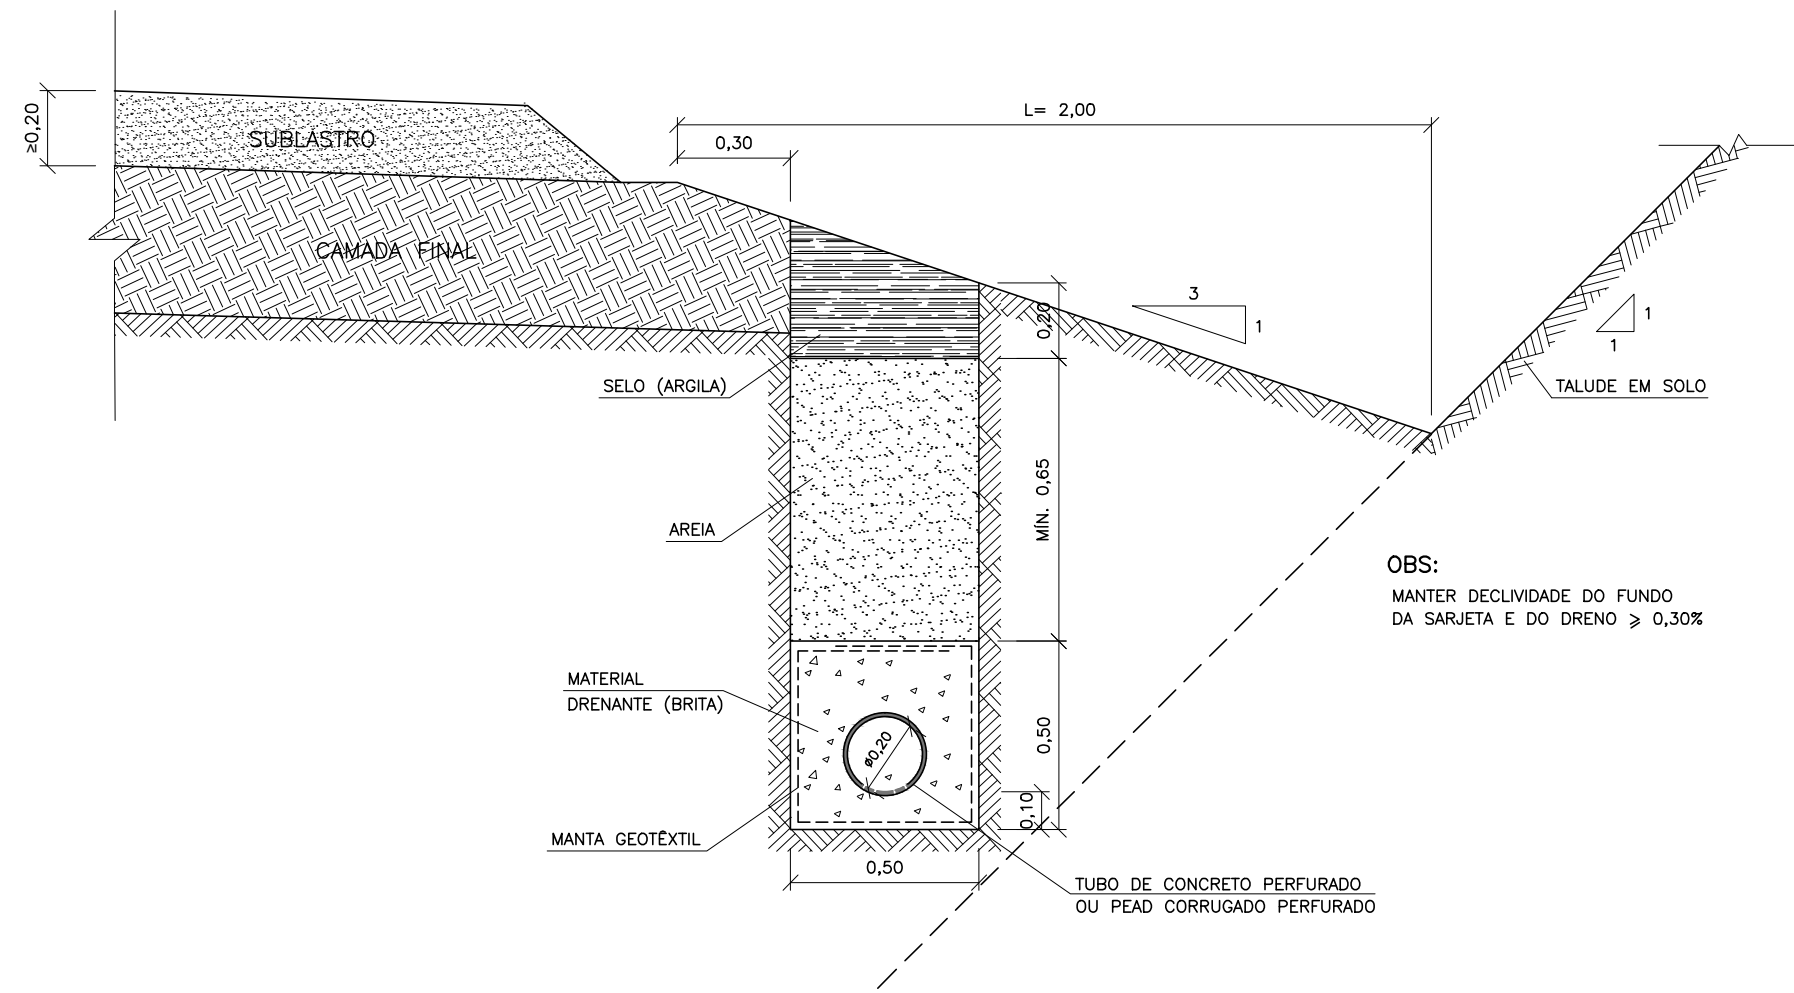 L= 2,00
≥0,20
0,30
SUBLASTRO
CAMADA FINAL
3
1
0,20
1
1
SELO (ARGILA)
TALUDE EM SOLO
MÍN. 0,65
AREIA
OBS:
MANTER DECLIVIDADE DO FUNDO
DA SARJETA E DO DRENO ⩾ 0,30%
MATERIAL
DRENANTE (BRITA)
ø0,20
0,50
0,10
MANTA GEOTÊXTIL
0,50
TUBO DE CONCRETO PERFURADO
OU PEAD CORRUGADO PERFURADO